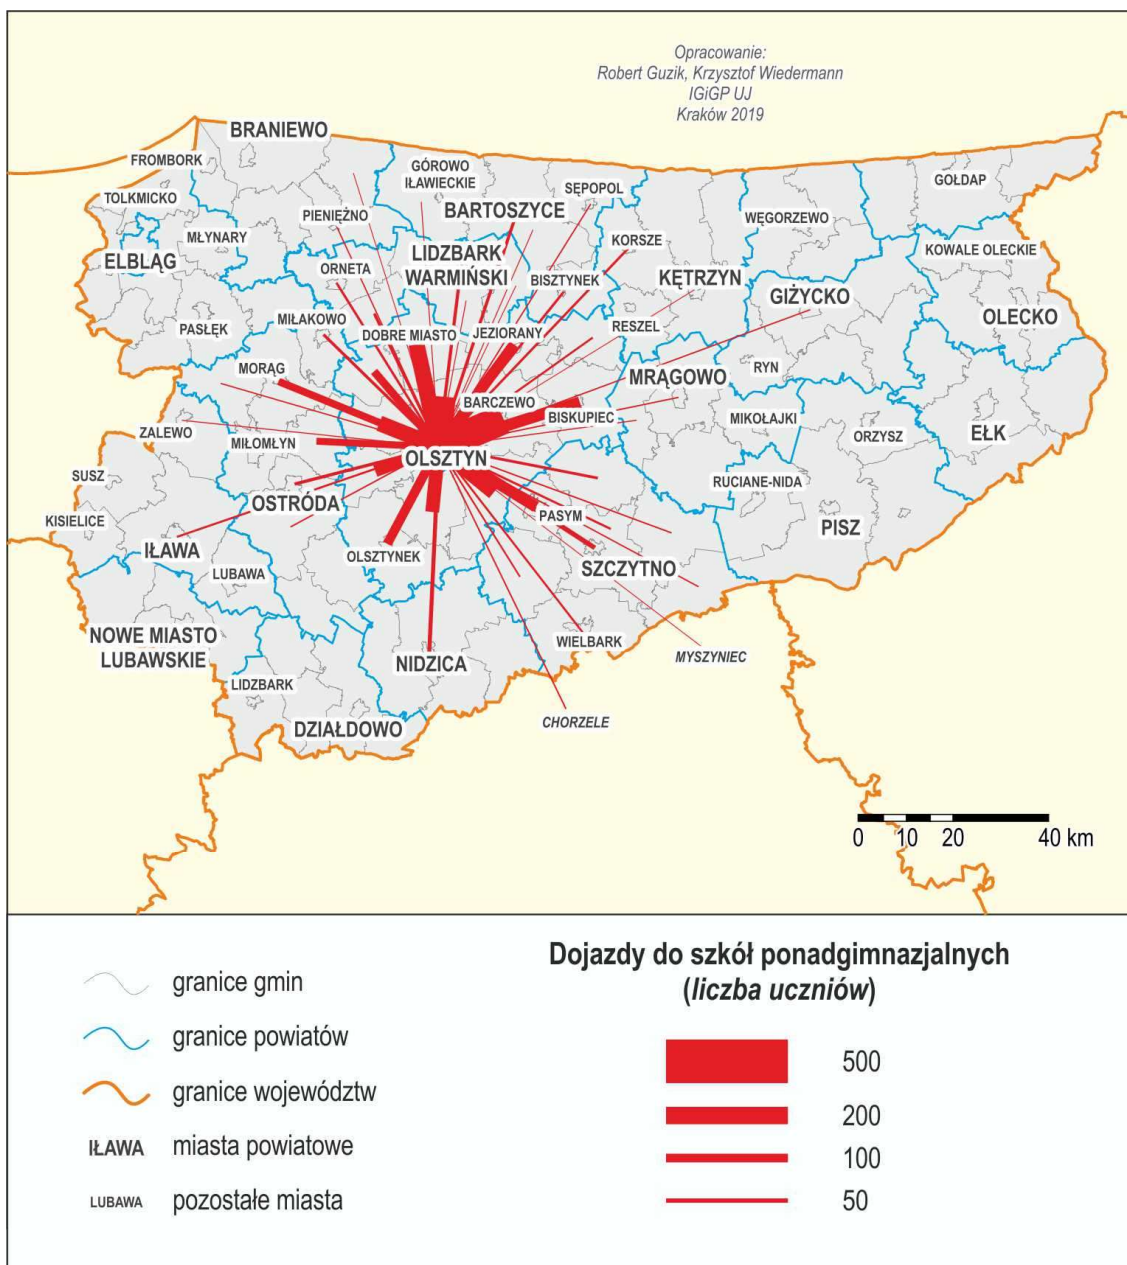 Opracowanie:
Robert Guzik, Krzysztof Wiedermann
IGiGP UJ
Kraków 2019
BRANIEWO
FROMBORK
GÓROWO
IŁAWIECKIE
SĘPOPOL
GOŁDAP
TOLKMICKO
PIENIĘŻNO
BARTOSZYCE
WĘGORZEWO
MŁYNARY
KORSZE
KOWALE OLECKIE
ELBLĄG
LIDZBARK
WARMIŃSKI
ORNETA
BISZTYNEK
KĘTRZYN
GIŻYCKO
OLECKO
PASŁĘK
MIŁAKOWO
DOBRE MIASTO
JEZIORANY
RESZEL
MORĄG
MRĄGOWO
RYN
BARCZEWO
BISKUPIEC
MIKOŁAJKI
ZALEWO
MIŁOMŁYN
ORZYSZ
EŁK
OLSZTYN
SUSZ
RUCIANE-NIDA
OSTRÓDA
KISIELICE
PASYM
PISZ
IŁAWA
OLSZTYNEK
SZCZYTNO
LUBAWA
NOWE MIASTO
LUBAWSKIE
WIELBARK
MYSZYNIEC
NIDZICA
LIDZBARK
CHORZELE
DZIAŁDOWO
0 10 20 40 km
granice gmin
granice powiatów
granice województw
IŁAWA miasta powiatowe
LUBAWA pozostałe miasta
Dojazdy do szkół ponadgimnazjalnych
(liczba uczniów)
500
200
100
50